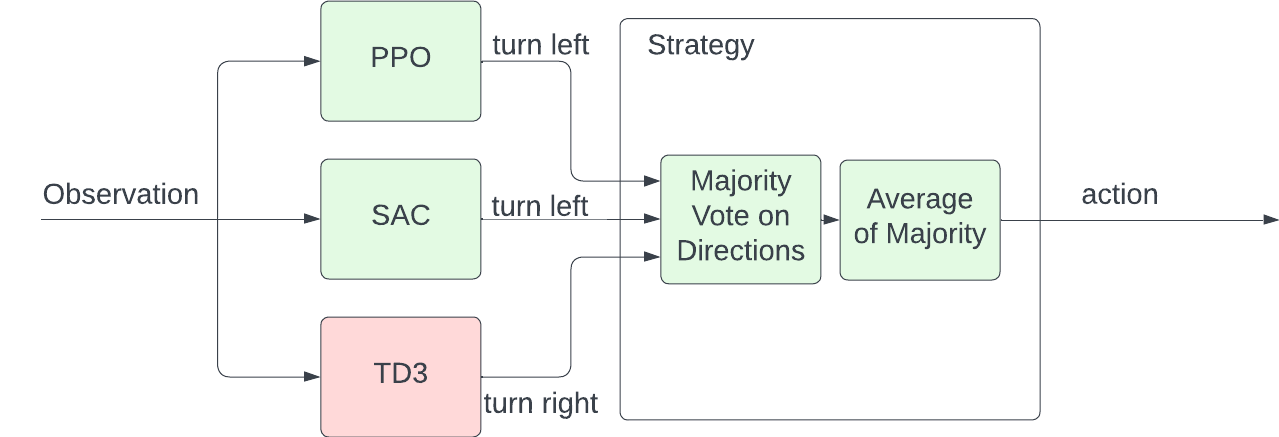 PPO
turn left
Strategy
Observation
SAC
turn left
Majority
Vote on
Directions
Average
of Majority
action
TD3
turn right